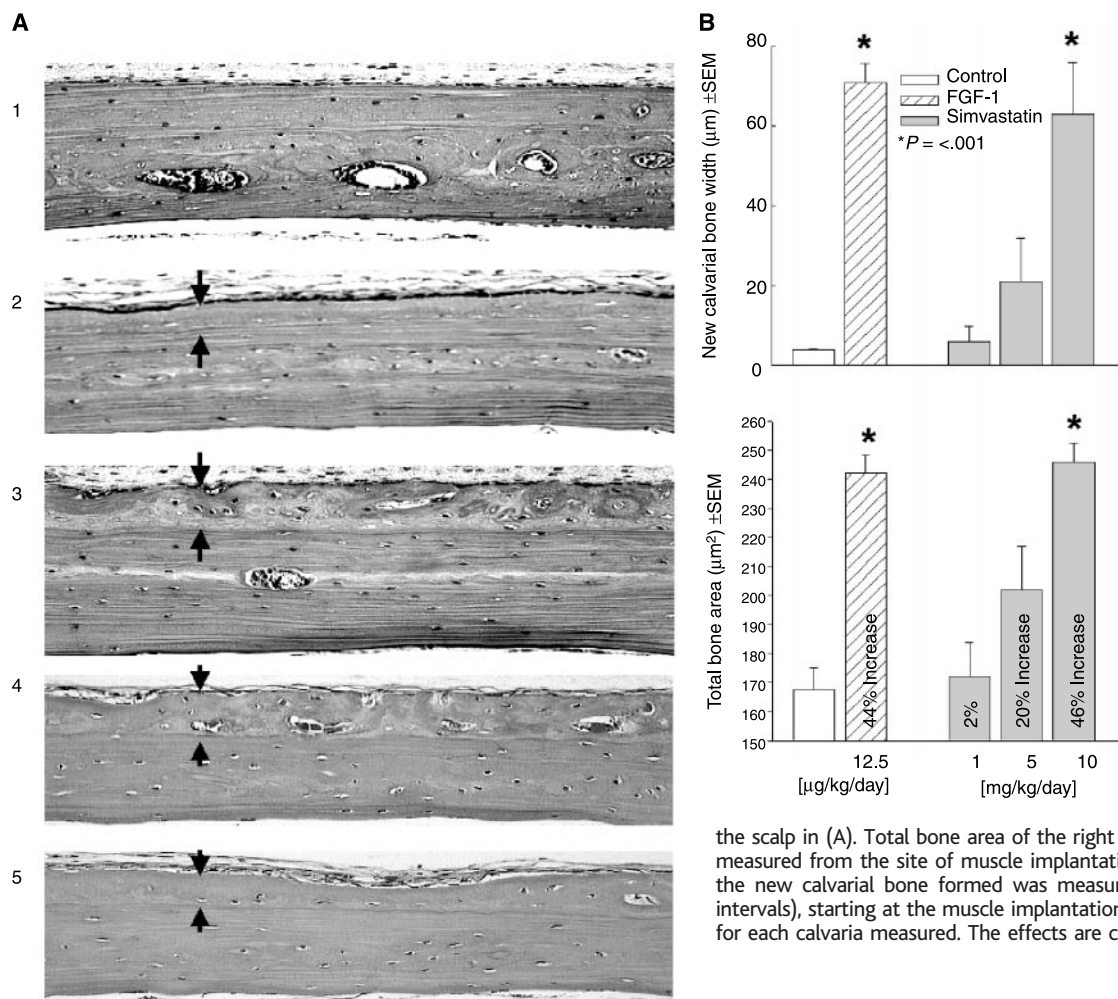 A
1
2
3
4
5
B
New calvarial bone width (µm) ±SEM
80
60
40
20
0
*
*
Control
FGF-1
Simvastatin
*P = <.001
Total bone area (µm²) ±SEM
260
250
240
230
220
210
200
190
180
170
160
150
*
*
44% Increase
2%
20% Increase
46% Increase
12.5
1
5
10
[µg/kg/day]
[mg/kg/day]
the scalp in (A). Total bone area of the right
measured from the site of muscle implantati
the new calvarial bone formed was measur
intervals), starting at the muscle implantation
for each calvaria measured. The effects are c